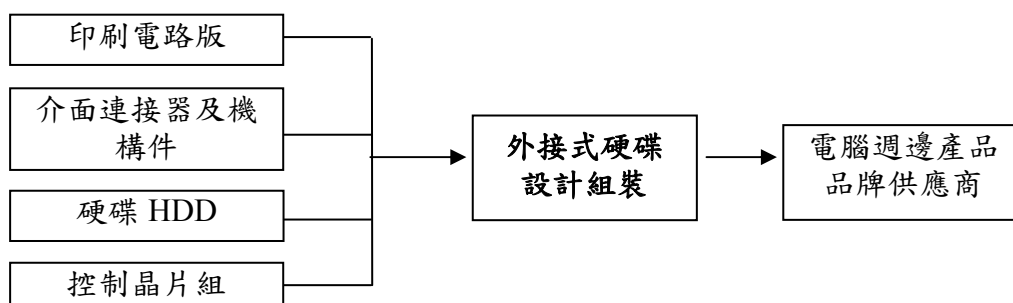 印刷電路版
介面連接器及機
構件
硬碟 HDD
控制晶片組
外接式硬碟
設計組裝
電腦週邊產品
品牌供應商